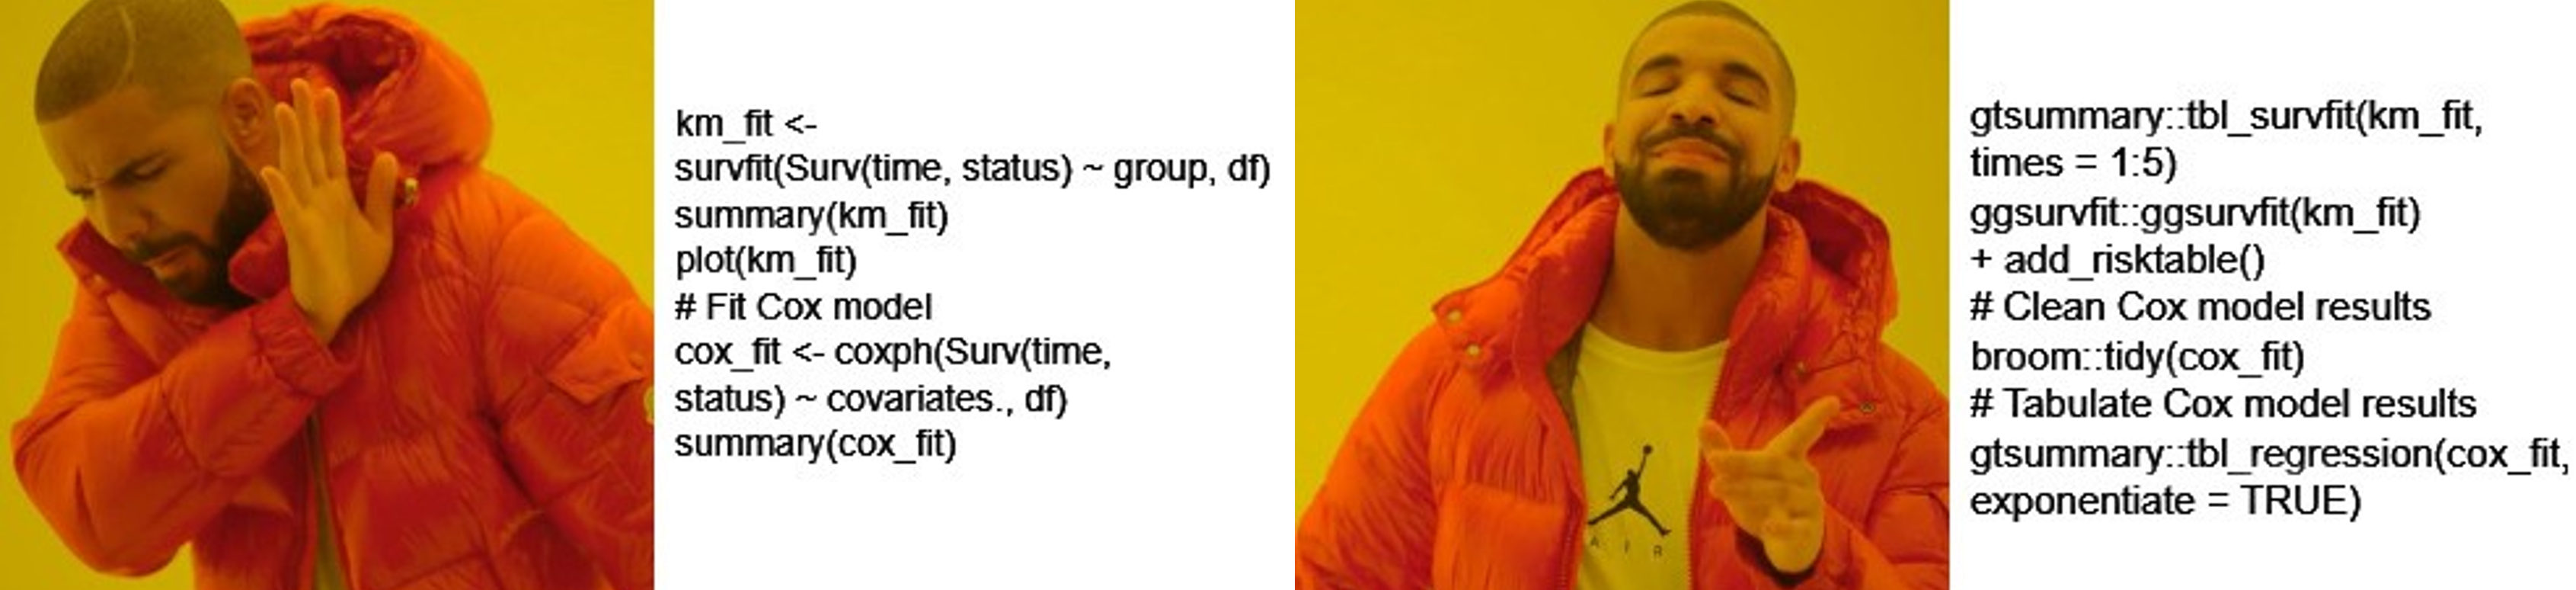 km_fit <-
survfit(Surv(time, status) ~ group, df)
summary(km_fit)
plot(km_fit)
# Fit Cox model
cox_fit <- coxph(Surv(time,
status) ~ covariates., df)
summary(cox_fit)
AIR
gtsummary::tbl_survfit(km_fit,
times = 1:5)
ggsurvfit::ggsurvfit(km_fit)
+ add_risktable()
# Clean Cox model results
broom::tidy(cox_fit)
# Tabulate Cox model results
gtsummary::tbl_regression(cox_fit,
exponentiate = TRUE)